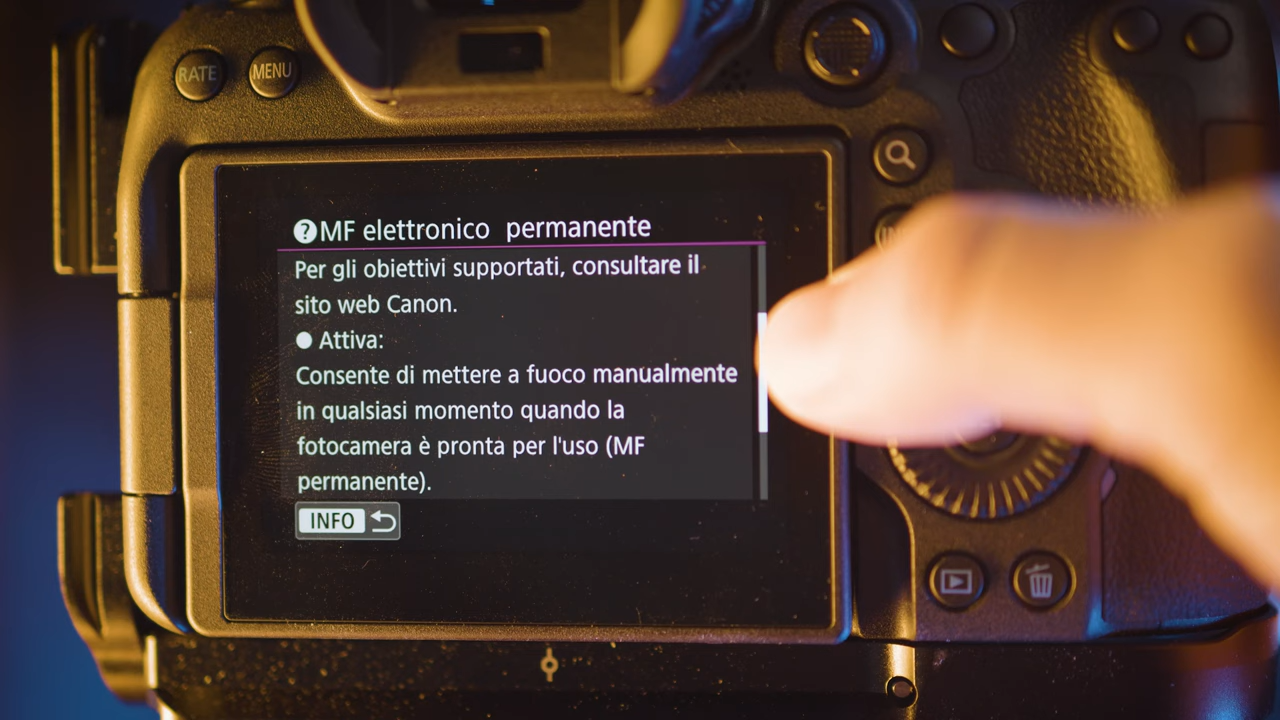 RATE
MENU
? MF elettronico permanente
Per gli obiettivi supportati, consultare il
sito web Canon.
● Attiva:
Consente di mettere a fuoco manualmente
in qualsiasi momento quando la
fotocamera è pronta per l'uso (MF
permanente).
INFO